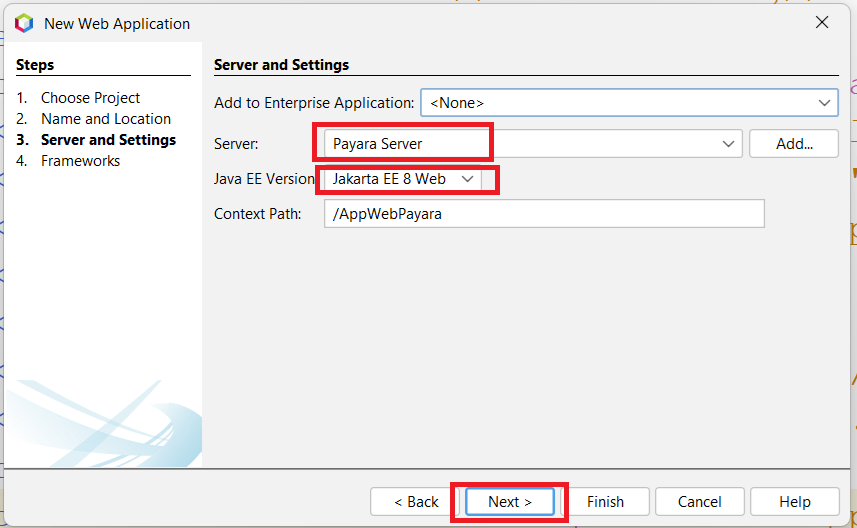 New Web Application
Steps
1. Choose Project
2. Name and Location
3. Server and Settings
4. Frameworks
Server and Settings
Add to Enterprise Application: <None>
Server: Payara Server Add...
Java EE Version Jakarta EE 8 Web
Context Path: /AppWebPayara
< Back Next > Finish Cancel Help